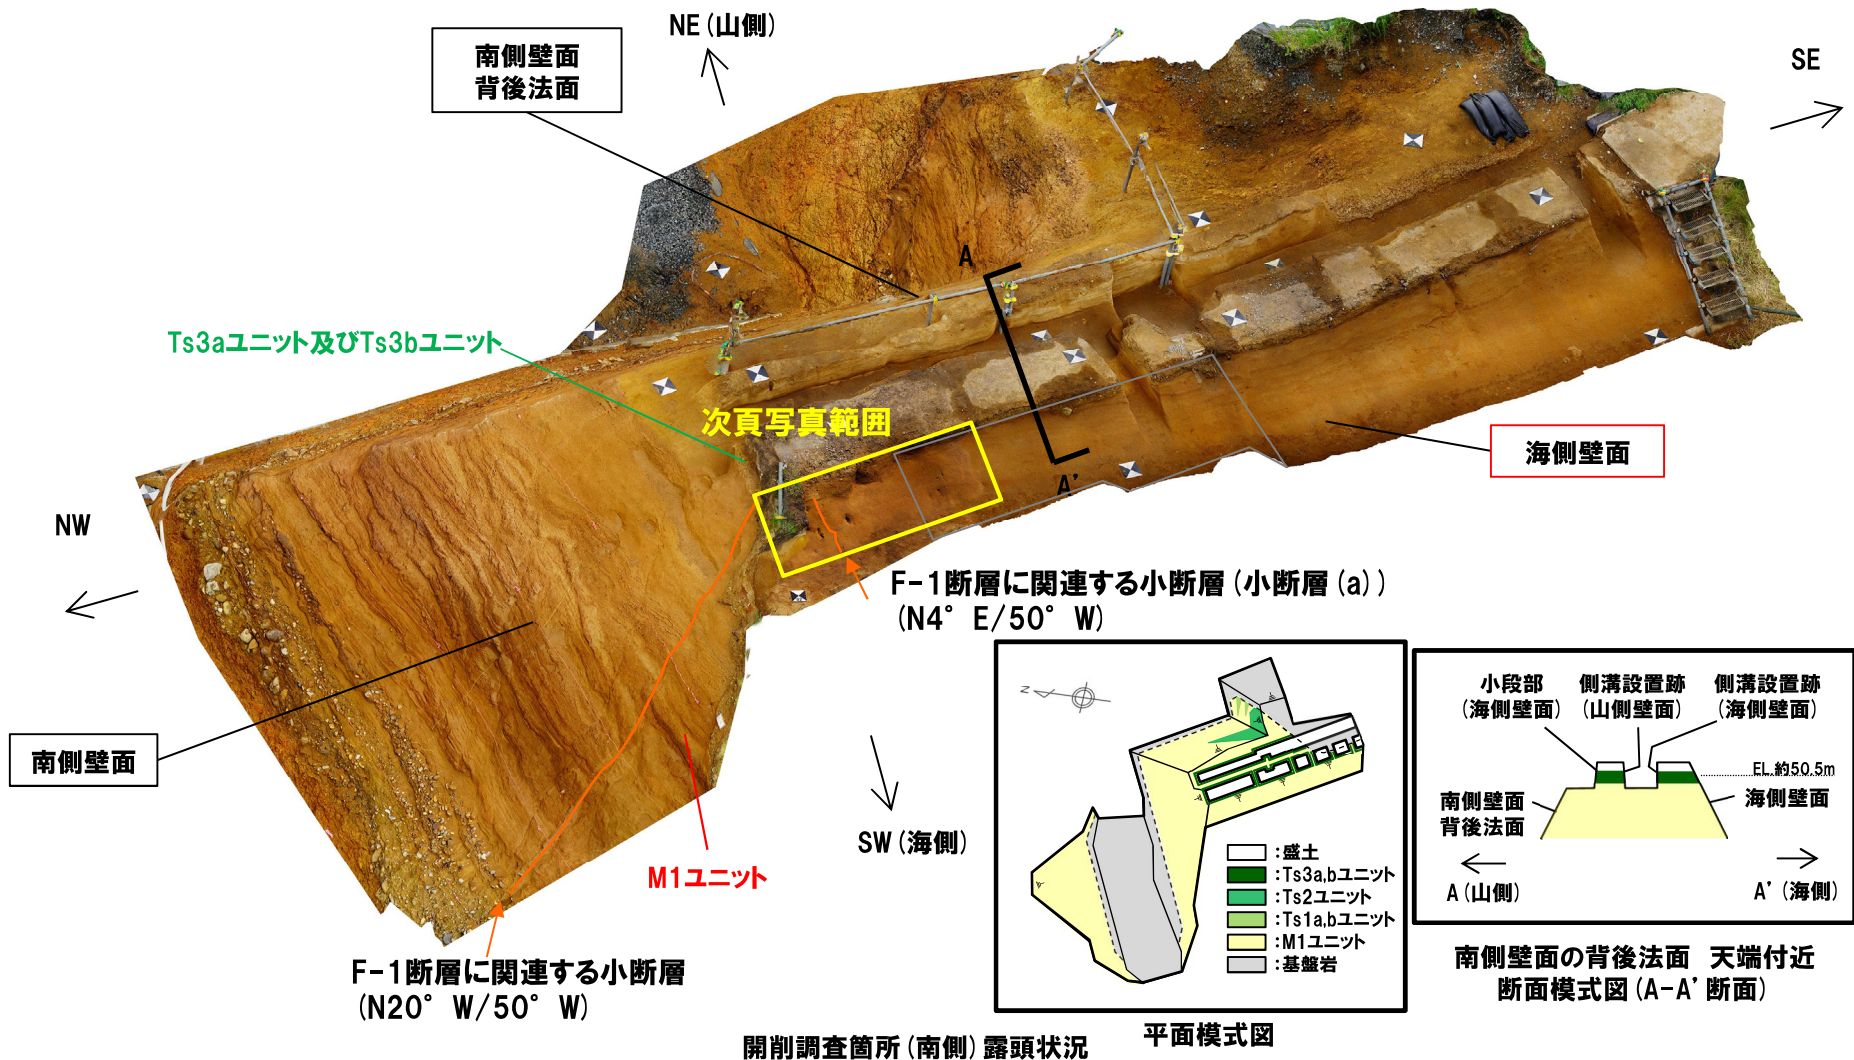 NE(山側)
南側壁面
背後法面
SE
A
Ts3aユニット及びTs3bユニット
次頁写真範囲
海側壁面
A'
NW
F-1断層に関連する小断層(小断層(a))
(N4°E/50°W)
南側壁面
SW(海側)
M1ユニット
F-1断層に関連する小断層
(N20°W/50°W)
N
:盛土
:Ts3a,bユニット
:Ts2ユニット
:Ts1a,bユニット
:M1ユニット
:基盤岩
平面模式図
小段部
(海側壁面)
側溝設置跡
(山側壁面)
側溝設置跡
(海側壁面)
EL.約50.5m
南側壁面
背後法面
海側壁面
A(山側)
A'(海側)
南側壁面の背後法面 天端付近
断面模式図(A-A'断面)
開削調査箇所(南側)露頭状況